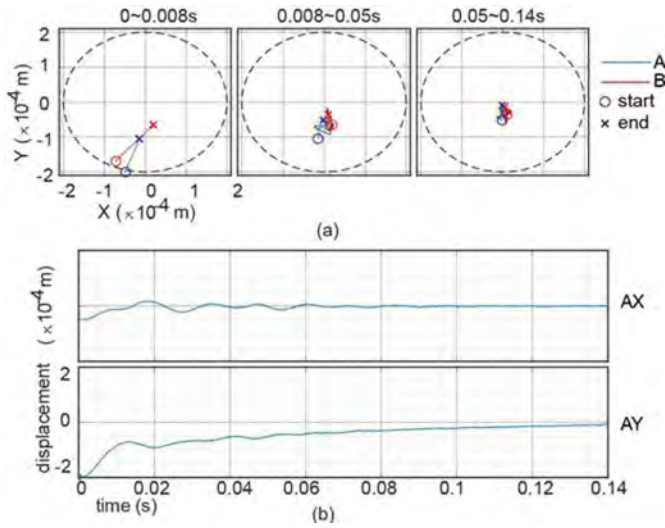 0~0.008s 0.008~0.05s 0.05~0.14s
2
1
0
-1
-2
Y (×10⁻⁴ m)
-2 -1 0 1 2
X (×10⁻⁴ m)
A
B
start
end
(a)
(×10⁻⁴ m)
AX
displacement
2
0
-2
AY
0 0.02 0.04 0.06 0.08 0.1 0.12 0.14
time (s)
(b)